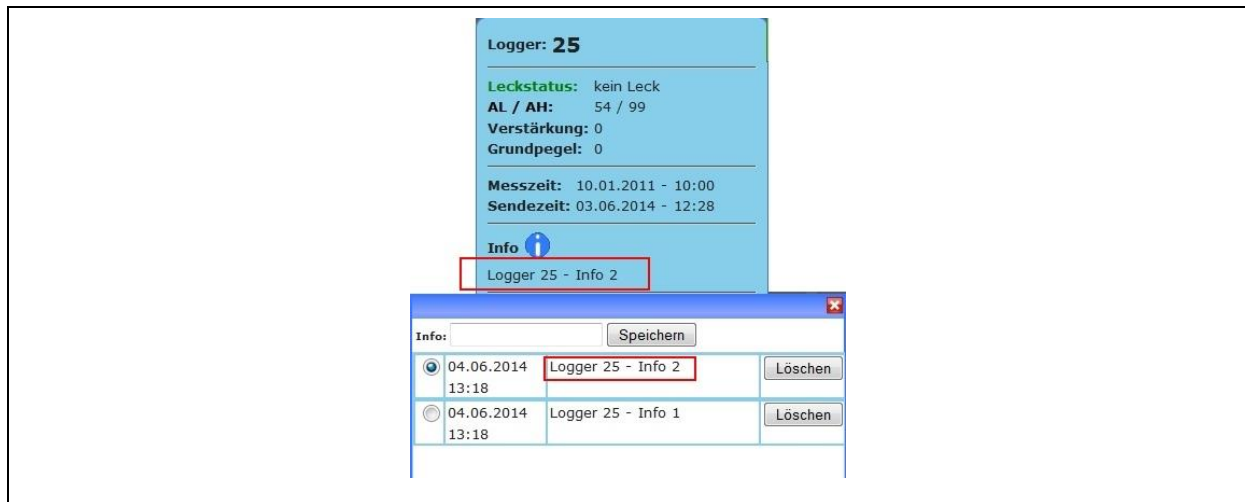 Logger: 25
Leckstatus: kein Leck
AL / AH: 54 / 99
Verstärkung: 0
Grundpegel: 0
Messzeit: 10.01.2011 - 10:00
Sendezeit: 03.06.2014 - 12:28
Info i
Logger 25 - Info 2
Info: Speichern
04.06.2014 Logger 25 - Info 2 Löschen
13:18
04.06.2014 Logger 25 - Info 1 Löschen
13:18